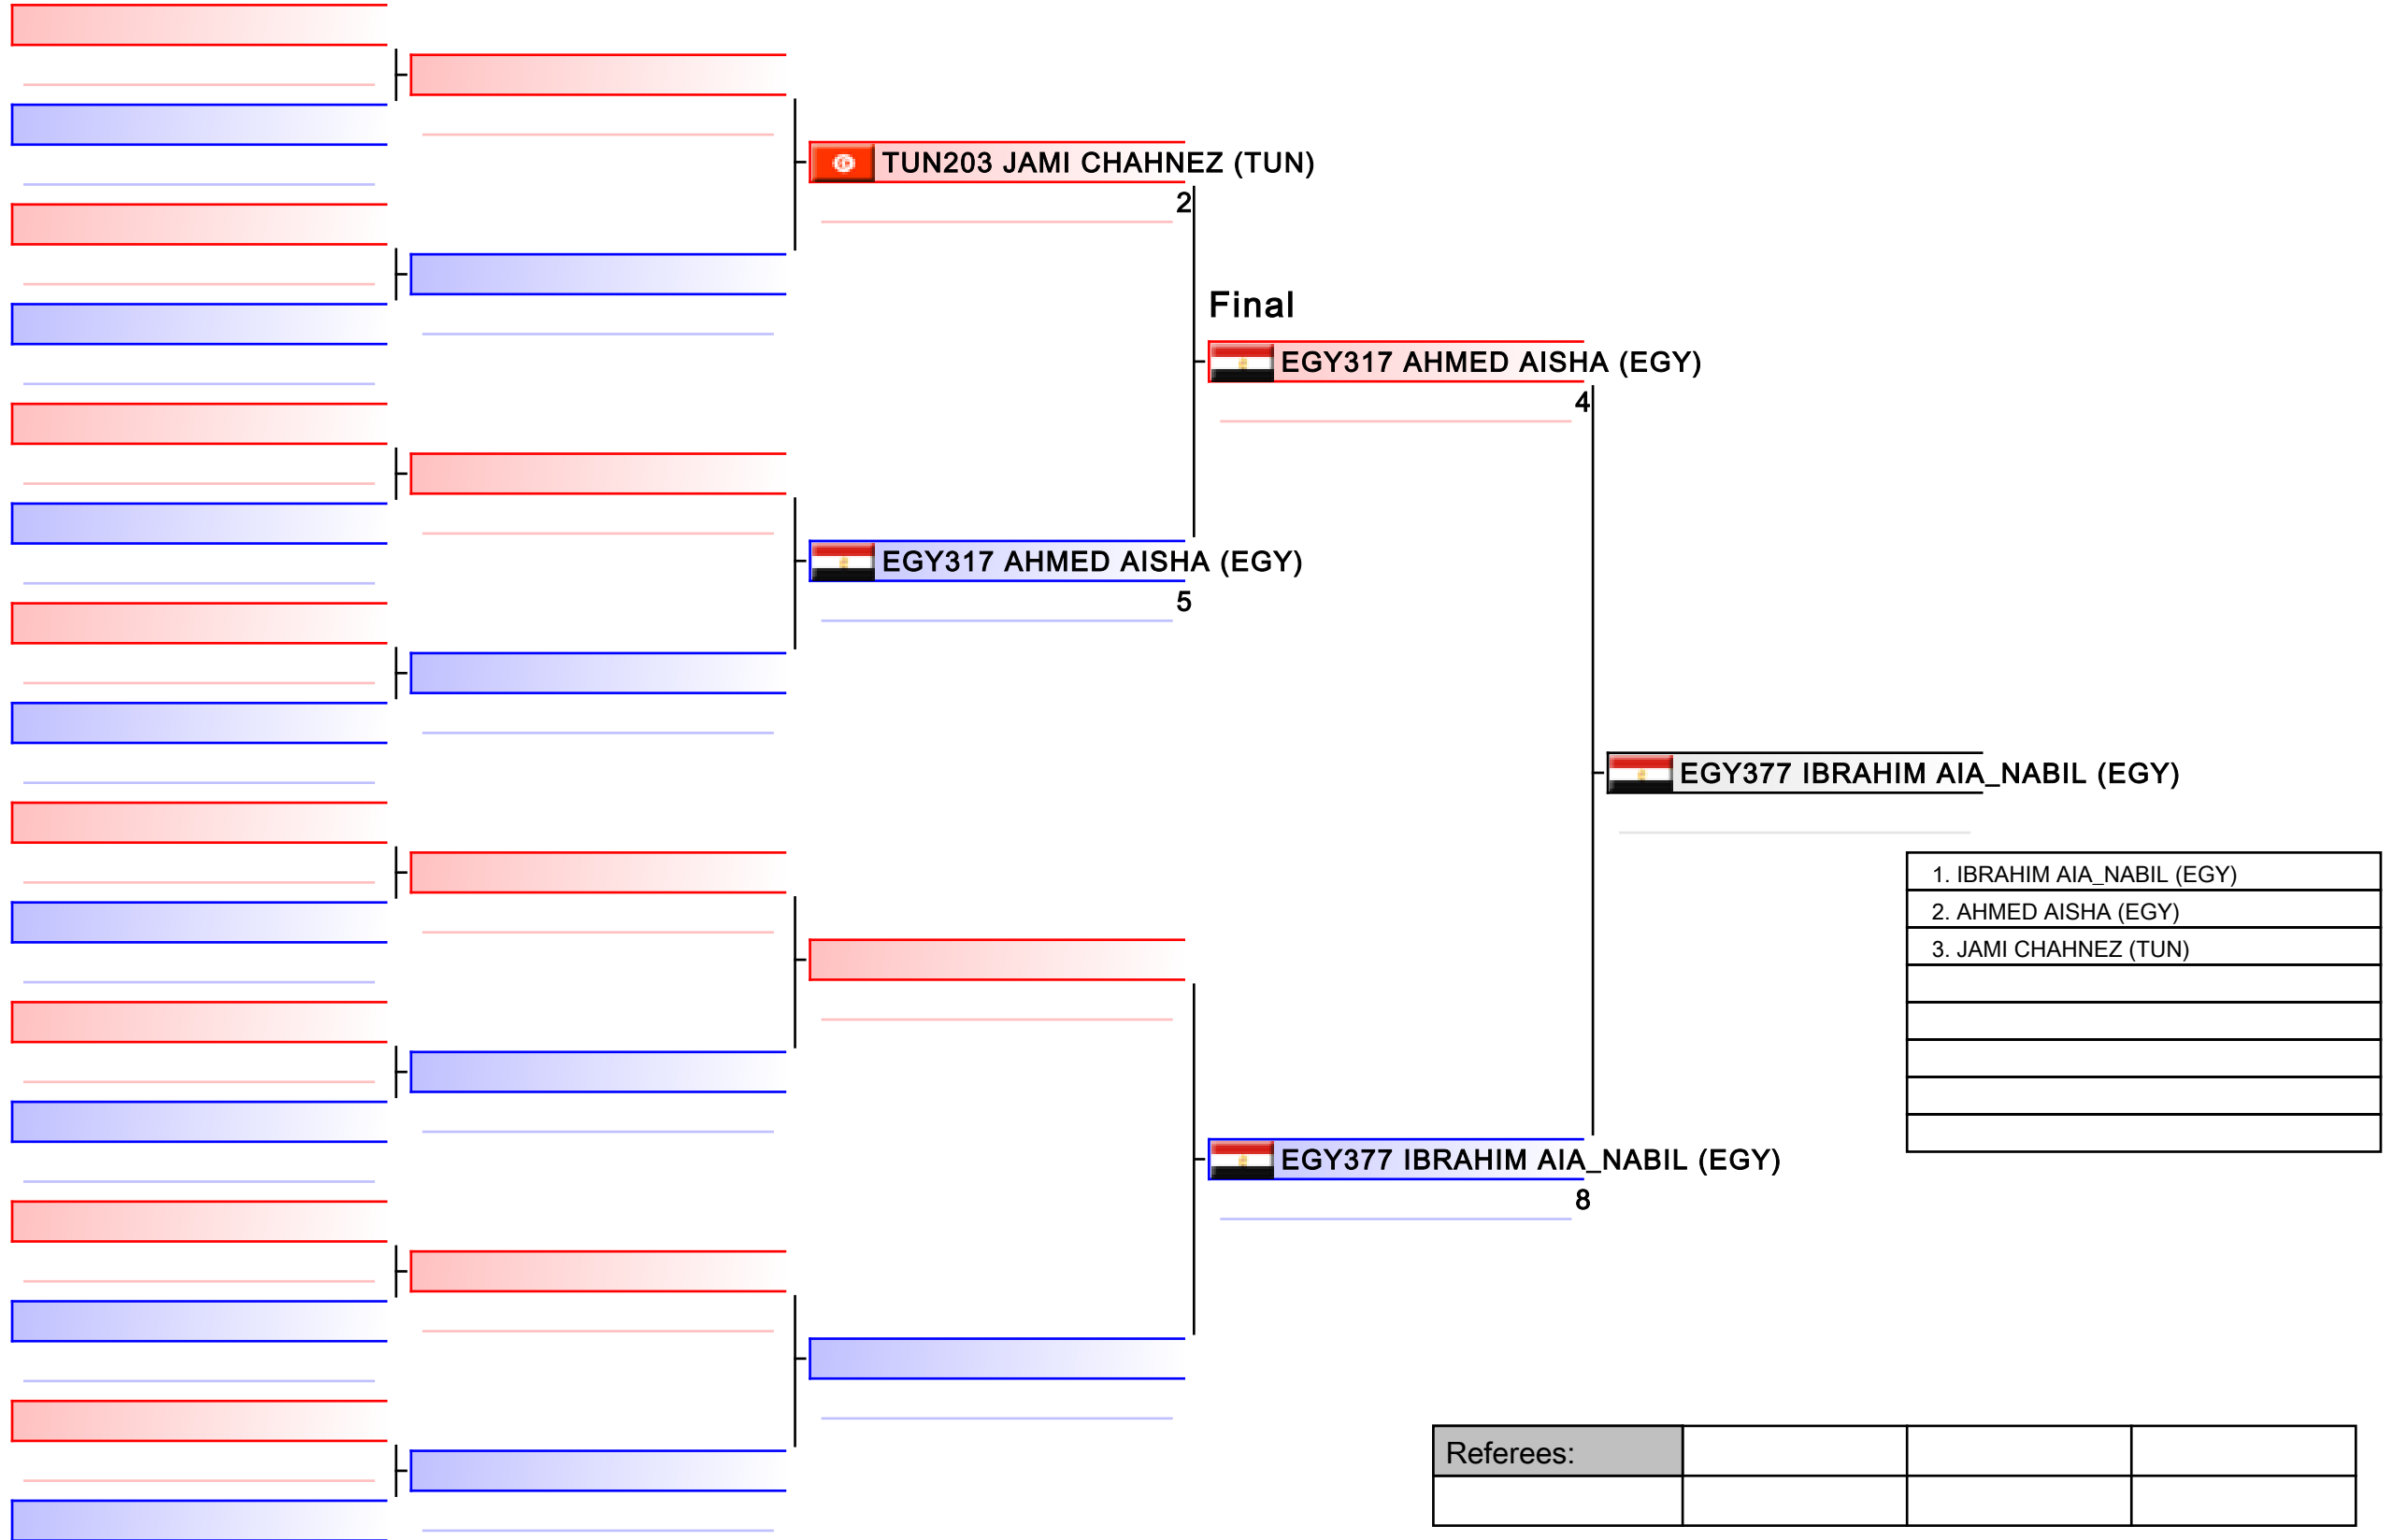 TUN203 JAMI CHAHNEZ (TUN)
2
Final
EGY317 AHMED AISHA (EGY)
4
EGY317 AHMED AISHA (EGY)
5
EGY377 IBRAHIM AIA_NABIL (EGY)
1. IBRAHIM AIA_NABIL (EGY)
2. AHMED AISHA (EGY)
3. JAMI CHAHNEZ (TUN)
EGY377 IBRAHIM AIA_NABIL (EGY)
8
Referees: